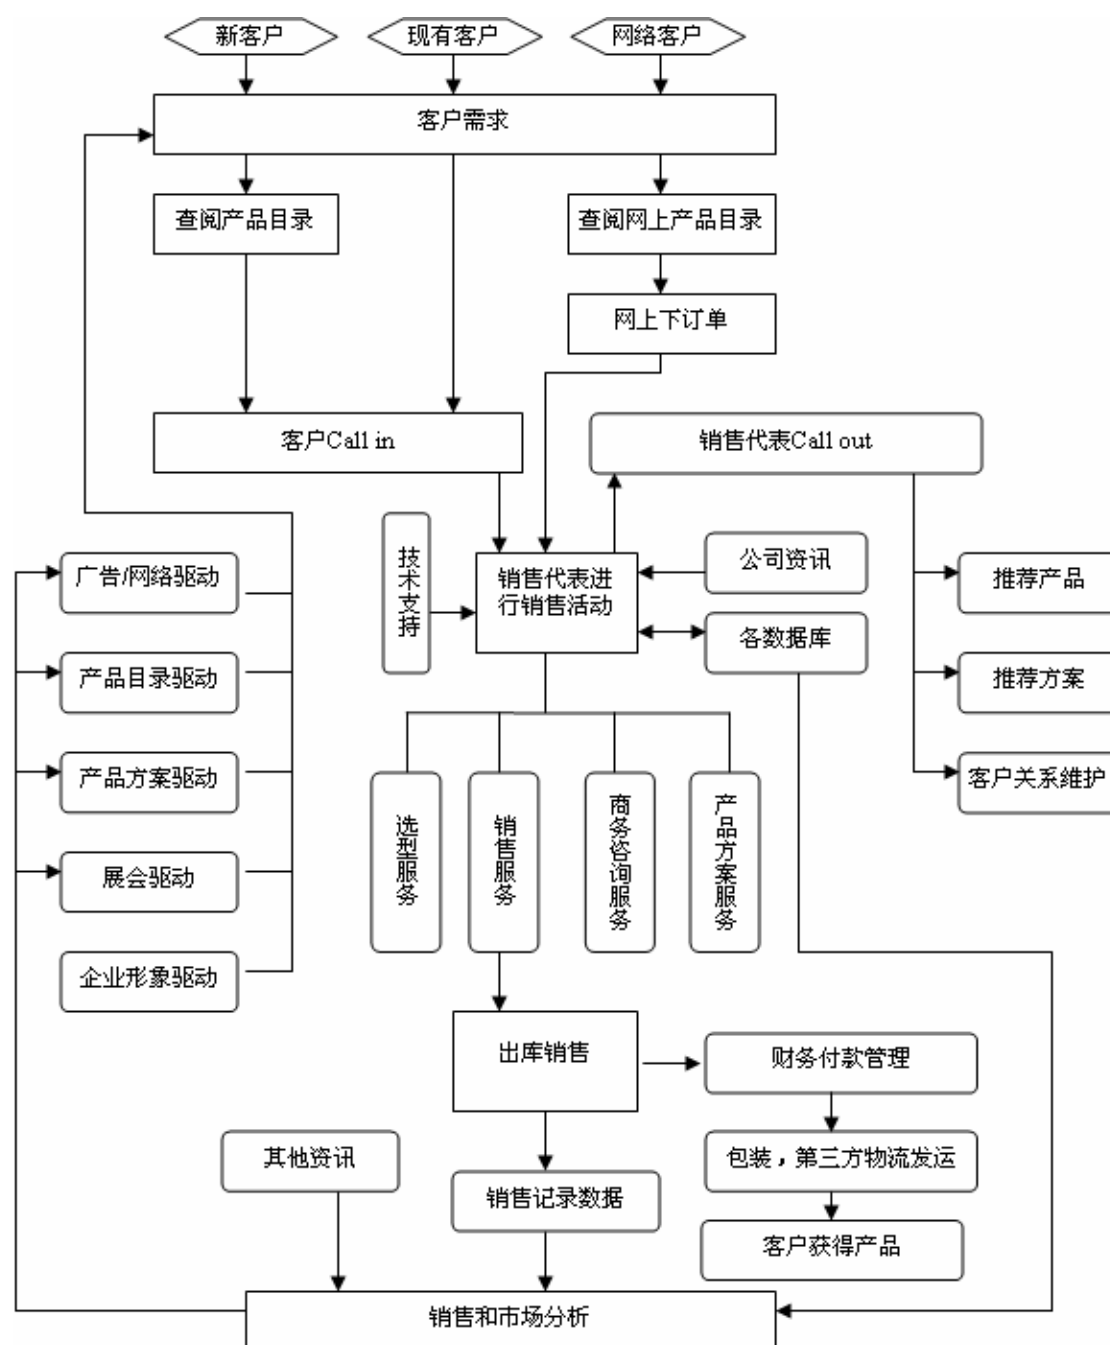 新客户
现有客户
网络客户
客户需求
查阅产品目录
查阅网上产品目录
网上下订单
客户Call in
销售代表Call out
技术支持
销售代表进
行销售活动
公司资讯
各数据库
广告/网络驱动
产品目录驱动
产品方案驱动
展会驱动
企业形象驱动
推荐产品
推荐方案
客户关系维护
选型服务
销售服务
商务咨询服务
产品方案服务
出库销售
财务付款管理
其他资讯
包装，第三方物流发运
销售记录数据
客户获得产品
销售和市场分析